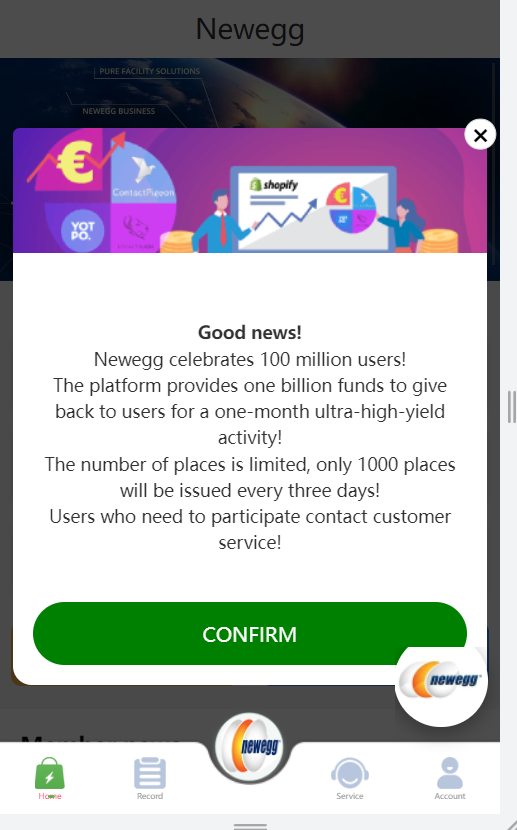 Newegg
PURE FACILITY SOLUTIONS
NEWEGG BUSINESS
€
ContactPigeon
YOT
PO.
shopify
€
Good news!
Newegg celebrates 100 million users!
The platform provides one billion funds to give
back to users for a one-month ultra-high-yield
activity!
The number of places is limited, only 1000 places
will be issued every three days!
Users who need to participate contact customer
service!
CONFIRM
newegg
newegg
Home
Record
Service
Account